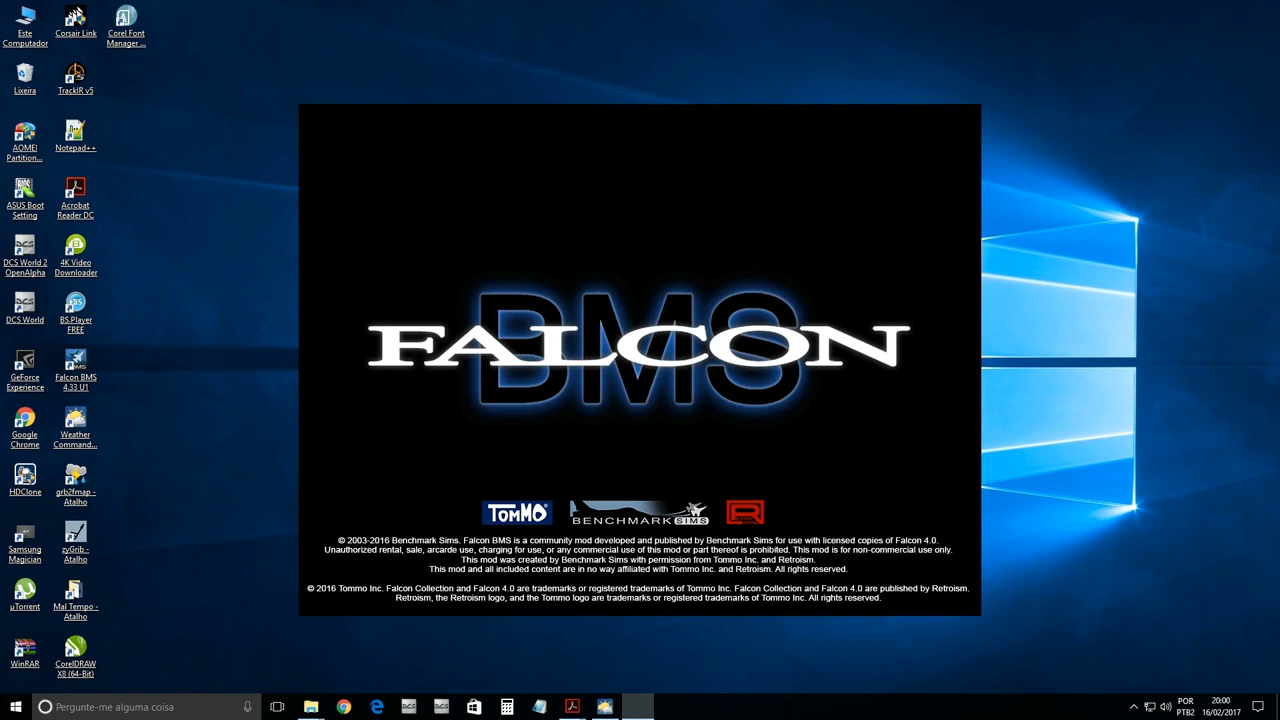 Este
Computador
Corsair Link
Corel Font
Manager ...
Lixeira
TrackIR v5
AOMEI
Partition...
Notepad++
ASUS Boot
Setting
Acrobat
Reader DC
DCS World 2
OpenAlpha
4K Video
Downloader
DCS World
BS.Player
FREE
GeForce
Experience
Falcon BMS
4.33 U1
Google
Chrome
Weather
Command...
HDClone
grb2fmap -
Atalho
Samsung
Magician
zyGrib -
Atalho
µTorrent
Mal Tempo -
Atalho
WinRAR
CorelDRAW
X8 (64-Bit)
BMS
FALCON
TOMMO
BENCHMARK SIMS
R
© 2003-2016 Benchmark Sims. Falcon BMS is a community mod developed and published by Benchmark Sims for use with licensed copies of Falcon 4.0.
Unauthorized rental, sale, arcarde use, charging for use, or any commercial use of this mod or part thereof is prohibited. This mod is for non-commercial use only.
This mod was created by Benchmark Sims with permission from Tommo Inc. and Retroism.
This mod and all included content are in no way affiliated with Tommo Inc. and Retroism. All rights reserved.
© 2016 Tommo Inc. Falcon Collection and Falcon 4.0 are trademarks or registered trademarks of Tommo Inc. Falcon Collection and Falcon 4.0 are published by Retroism.
Retroism, the Retroism logo, and the Tommo logo are trademarks or registered trademarks of Tommo Inc. All rights reserved.
Pergunte-me alguma coisa
POR
PTB2
20:00
16/02/2017